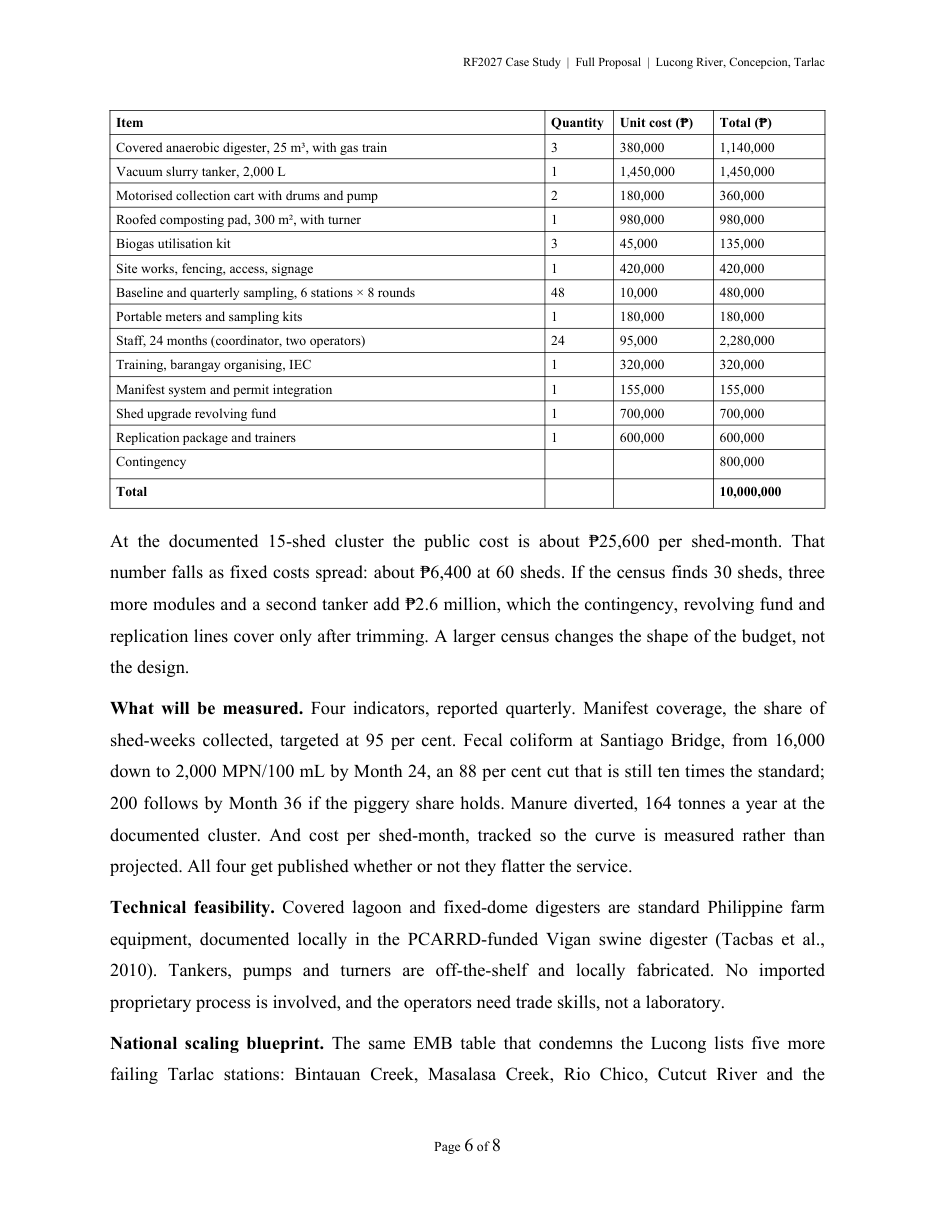 RF2027 Case Study | Full Proposal | Lucong River, Concepcion, Tarlac
Item Quantity Unit cost (₱) Total (₱)
Covered anaerobic digester, 25 m³, with gas train 3 380,000 1,140,000
Vacuum slurry tanker, 2,000 L 1 1,450,000 1,450,000
Motorised collection cart with drums and pump 2 180,000 360,000
Roofed composting pad, 300 m², with turner 1 980,000 980,000
Biogas utilisation kit 3 45,000 135,000
Site works, fencing, access, signage 1 420,000 420,000
Baseline and quarterly sampling, 6 stations × 8 rounds 48 10,000 480,000
Portable meters and sampling kits 1 180,000 180,000
Staff, 24 months (coordinator, two operators) 24 95,000 2,280,000
Training, barangay organising, IEC 1 320,000 320,000
Manifest system and permit integration 1 155,000 155,000
Shed upgrade revolving fund 1 700,000 700,000
Replication package and trainers 1 600,000 600,000
Contingency 800,000
Total 10,000,000
At the documented 15-shed cluster the public cost is about ₱25,600 per shed-month. That
number falls as fixed costs spread: about ₱6,400 at 60 sheds. If the census finds 30 sheds, three
more modules and a second tanker add ₱2.6 million, which the contingency, revolving fund and
replication lines cover only after trimming. A larger census changes the shape of the budget, not
the design.
What will be measured. Four indicators, reported quarterly. Manifest coverage, the share of
shed-weeks collected, targeted at 95 per cent. Fecal coliform at Santiago Bridge, from 16,000
down to 2,000 MPN/100 mL by Month 24, an 88 per cent cut that is still ten times the standard;
200 follows by Month 36 if the piggery share holds. Manure diverted, 164 tonnes a year at the
documented cluster. And cost per shed-month, tracked so the curve is measured rather than
projected. All four get published whether or not they flatter the service.
Technical feasibility. Covered lagoon and fixed-dome digesters are standard Philippine farm
equipment, documented locally in the PCARRD-funded Vigan swine digester (Tacbas et al.,
2010). Tankers, pumps and turners are off-the-shelf and locally fabricated. No imported
proprietary process is involved, and the operators need trade skills, not a laboratory.
National scaling blueprint. The same EMB table that condemns the Lucong lists five more
failing Tarlac stations: Bintauan Creek, Masalasa Creek, Rio Chico, Cutcut River and the
Page 6 of 8